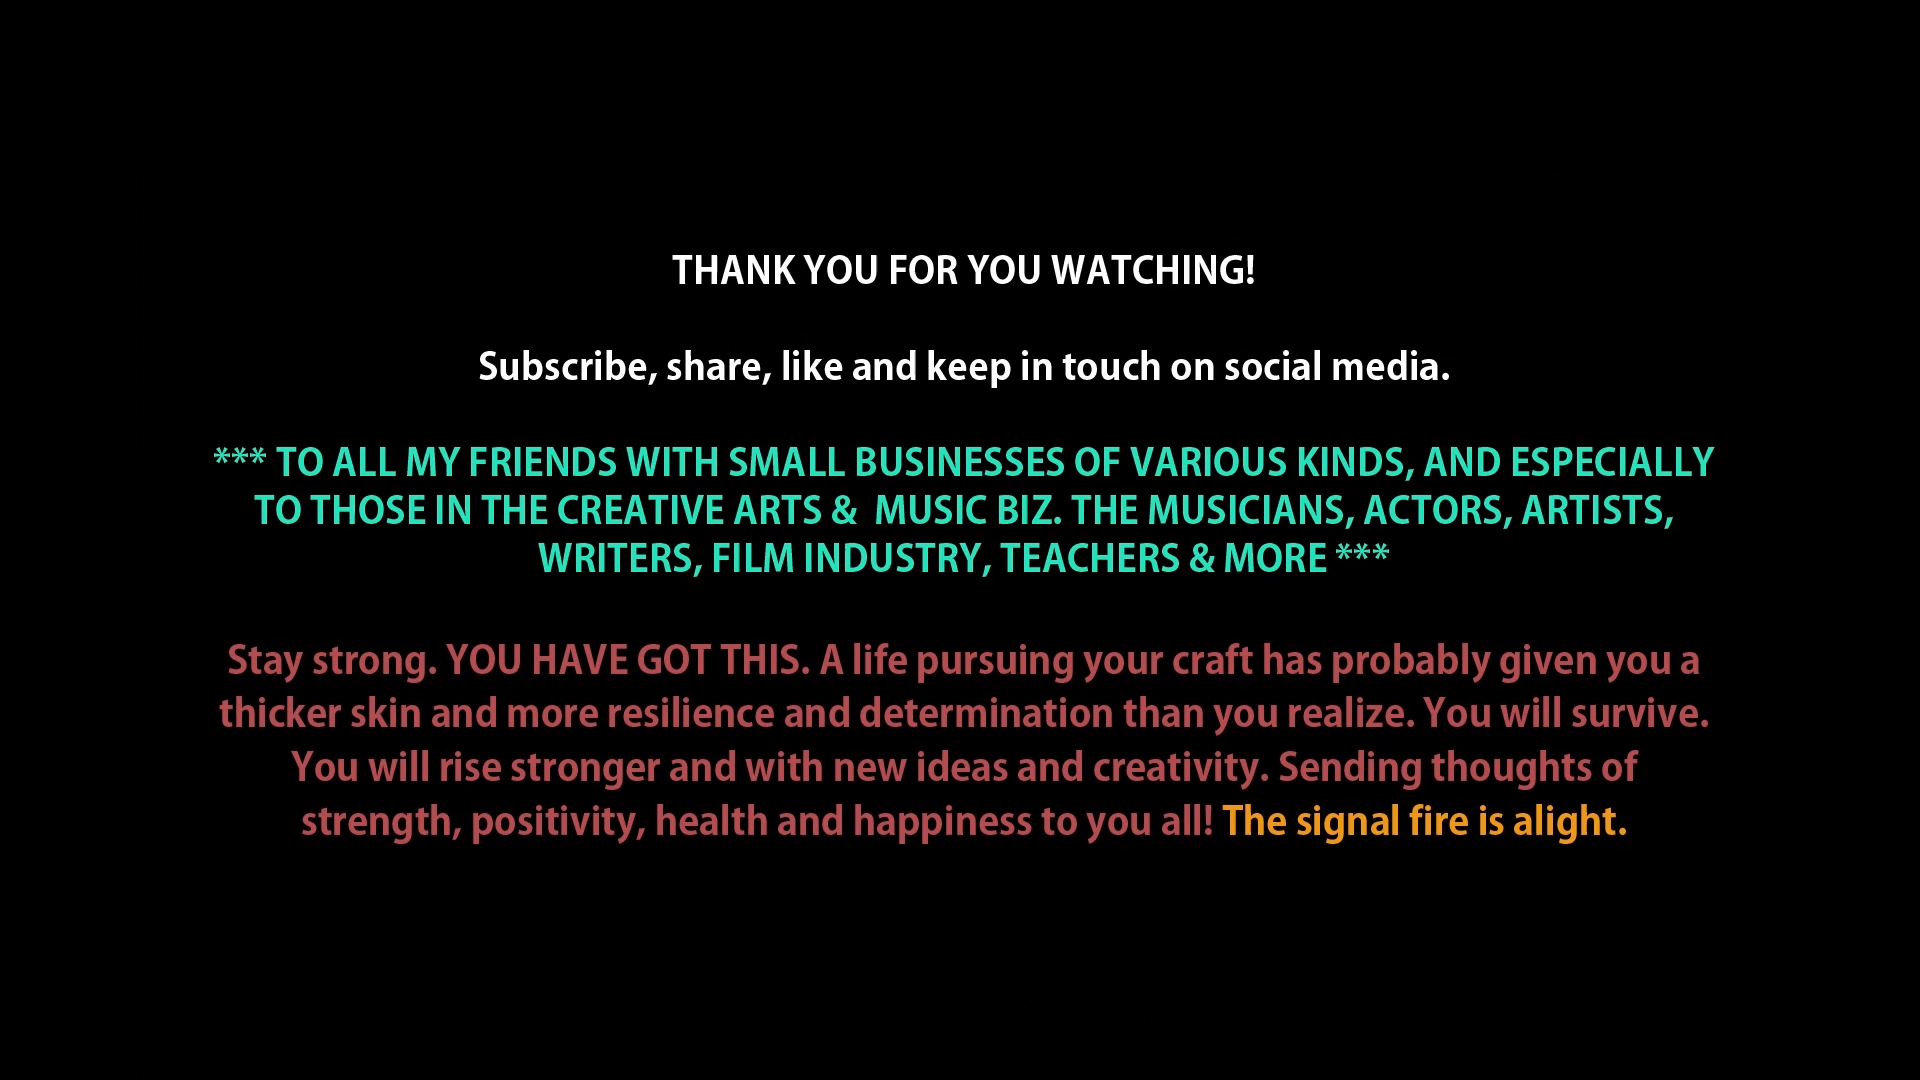 THANK YOU FOR YOU WATCHING!
Subscribe, share, like and keep in touch on social media.
*** TO ALL MY FRIENDS WITH SMALL BUSINESSES OF VARIOUS KINDS, AND ESPECIALLY
TO THOSE IN THE CREATIVE ARTS &  MUSIC BIZ. THE MUSICIANS, ACTORS, ARTISTS,
WRITERS, FILM INDUSTRY, TEACHERS & MORE ***
Stay strong. YOU HAVE GOT THIS. A life pursuing your craft has probably given you a
thicker skin and more resilience and determination than you realize. You will survive.
You will rise stronger and with new ideas and creativity. Sending thoughts of
strength, positivity, health and happiness to you all! The signal fire is alight.